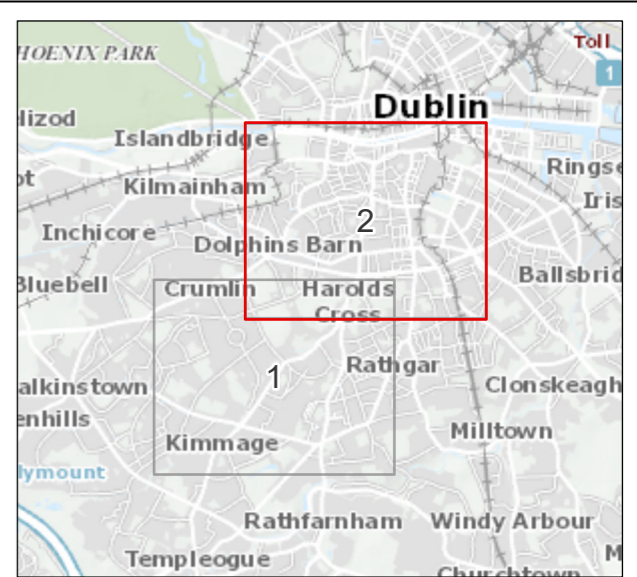 Toll
HOENIX PARK
1
Dublin
lizod
Islandbridge
Ringse
ot
Kilmainham
Iris
2
Inchicore
Dolphins Barn
Bluebell
Crumlin
Harolds
Cross
Ballsbrid
Rathgar
1
alkinstown
Clonskeagh
enhills
Milltown
Kimmage
lymount
Rathfarnham
Windy Arbour
Templeogue
M
Churchtown